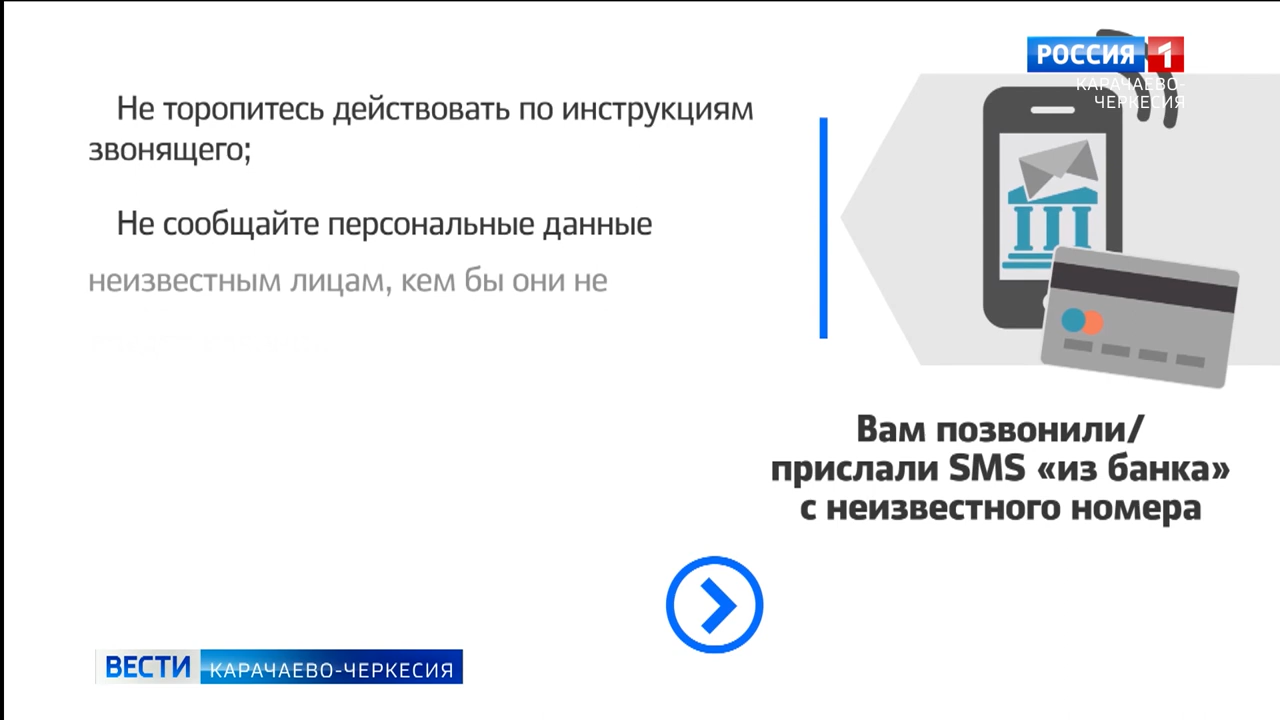 РОССИЯ 1
КАРАЧАЕВО-
ЧЕРКЕСИЯ
Не торопитесь действовать по инструкциям
звонящего;
Не сообщайте персональные данные
неизвестным лицам, кем бы они не
Вам позвонили/
прислали SMS «из банка»
с неизвестного номера
ВЕСТИ КАРАЧАЕВО-ЧЕРКЕСИЯ